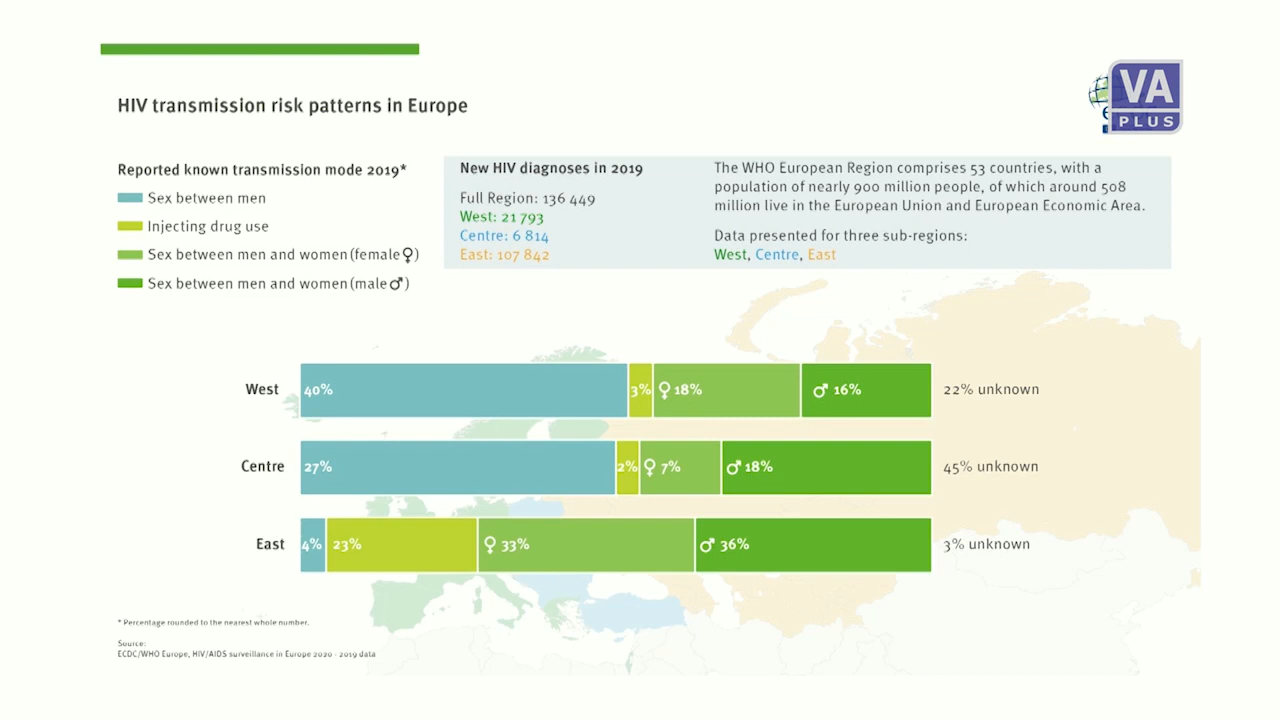 HIV transmission risk patterns in Europe
VA
PLUS
Reported known transmission mode 2019*
Sex between men
Injecting drug use
Sex between men and women (female♀)
Sex between men and women (male♂)
New HIV diagnoses in 2019
Full Region: 136 449
West: 21 793
Centre: 6 814
East: 107 842
The WHO European Region comprises 53 countries, with a
population of nearly 900 million people, of which around 508
million live in the European Union and European Economic Area.
Data presented for three sub-regions:
West, Centre, East
West 40% 3% ♀ 18% ♂ 16% 22% unknown
Centre 27% 2% ♀ 7% ♂ 18% 45% unknown
East 4% 23% ♀ 33% ♂ 36% 3% unknown
* Percentage rounded to the nearest whole number.
Source:
ECDC/WHO Europe, HIV/AIDS surveillance in Europe 2020 - 2019 data